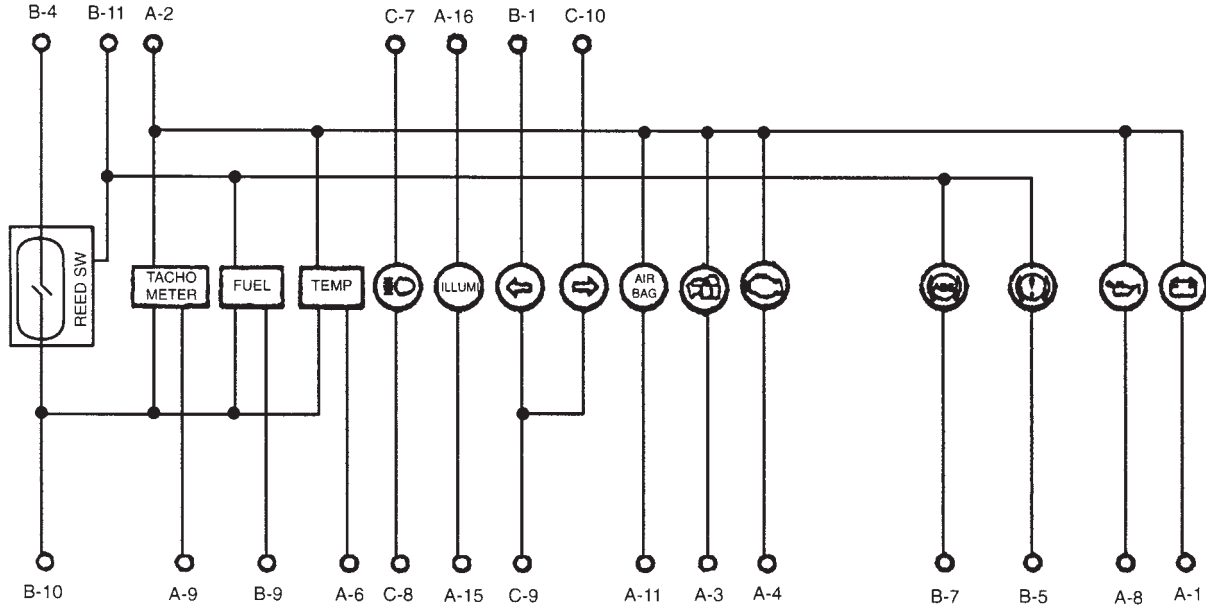 B-4 B-11 A-2 C-7 A-16 B-1 C-10
REED SW
TACHO
METER
FUEL
TEMP
ILLUMI
AIR
BAG
ABS
B-10 A-9 B-9 A-6 C-8 A-15 C-9 A-11 A-3 A-4 B-7 B-5 A-8 A-1